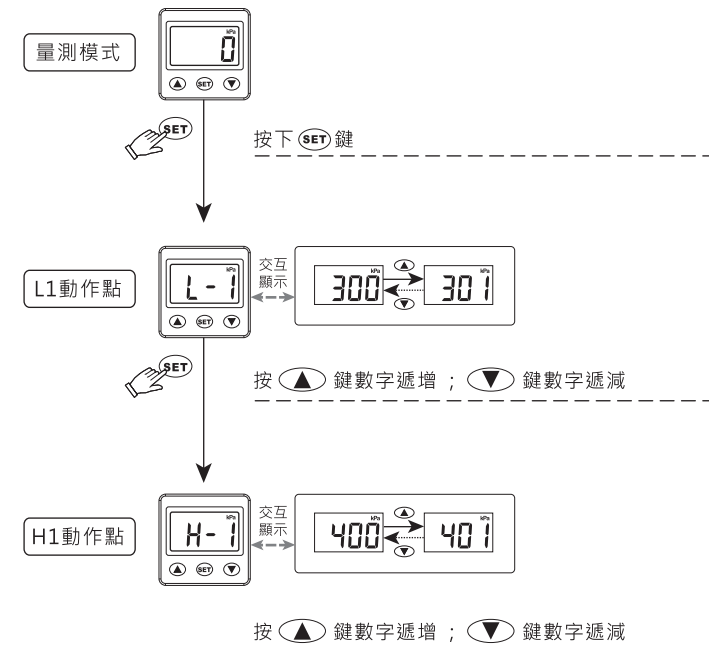 量測模式
kPa
0
SET
SET
按下 SET 鍵
L1動作點
kPa
L-1
SET
交互
顯示
kPa
300
kPa
301
SET
按 ▲ 鍵數字遞增 ; ▼ 鍵數字遞減
H1動作點
kPa
H-1
SET
交互
顯示
kPa
400
kPa
401
按 ▲ 鍵數字遞增 ; ▼ 鍵數字遞減